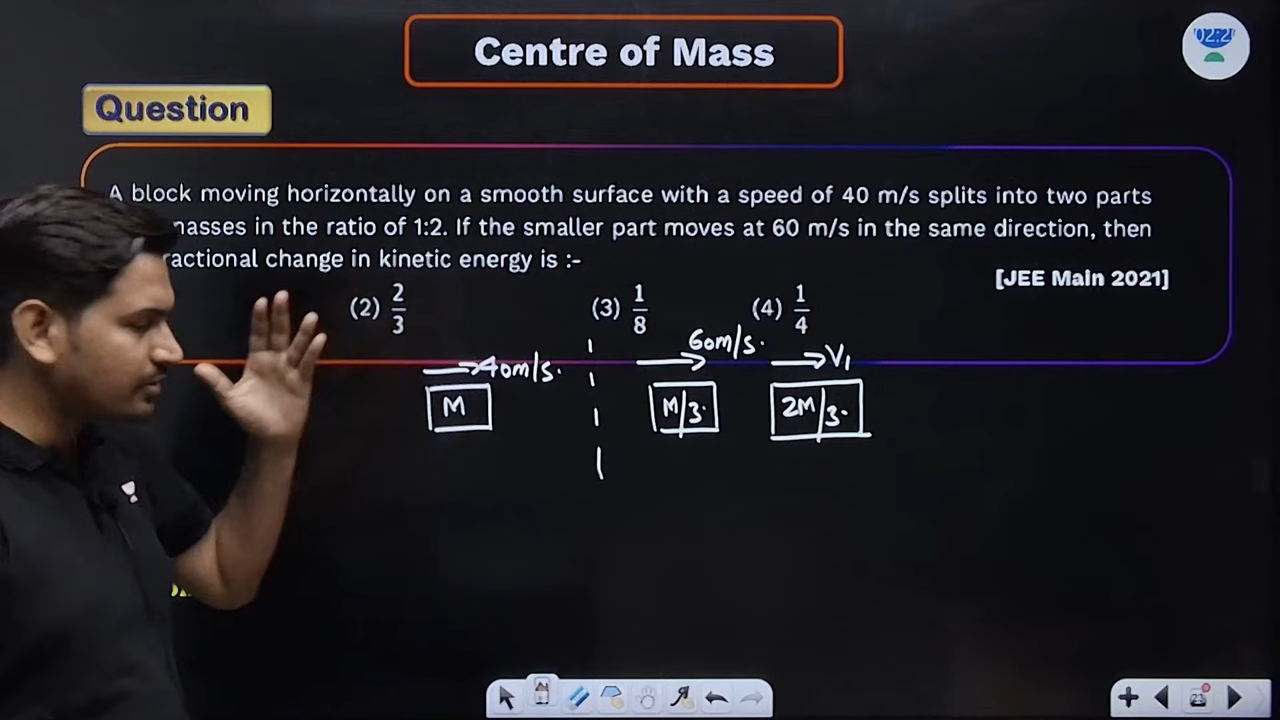 Centre of Mass
Question
A block moving horizontally on a smooth surface with a speed of 40 m/s splits into two parts
masses in the ratio of 1:2. If the smaller part moves at 60 m/s in the same direction, then
ractional change in kinetic energy is :-
[JEE Main 2021]
(2) 2/3 (3) 1/8 (4) 1/4
40m/s. 60m/s. V1
M M/3. 2M/3.
23